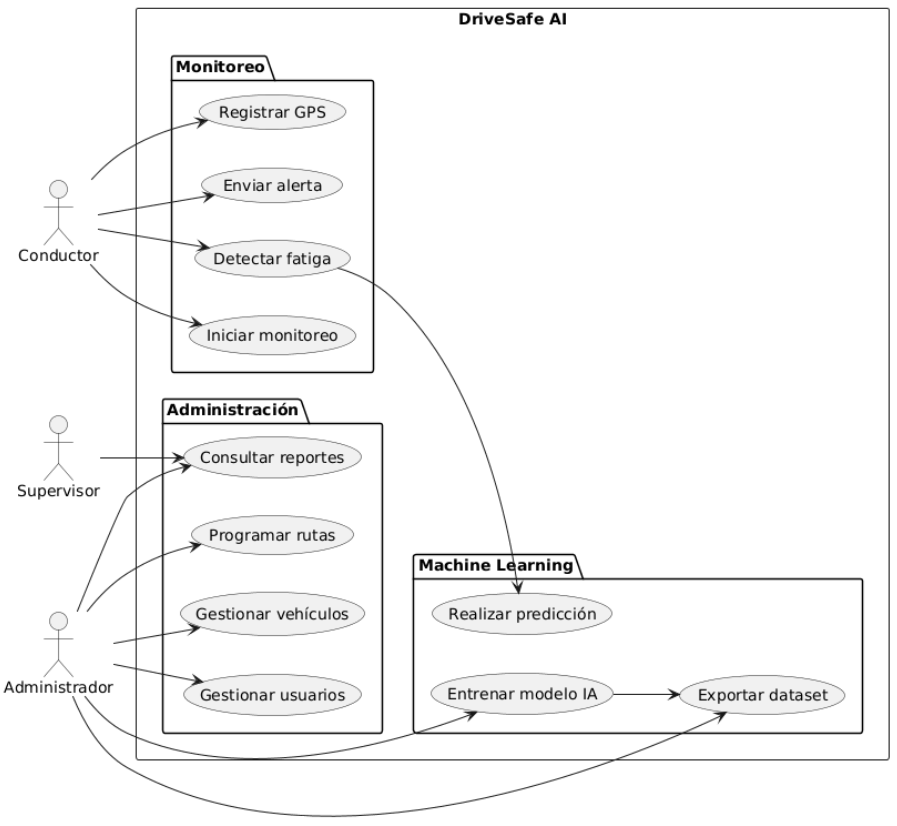 DriveSafe AI
Monitoreo
Registrar GPS
Enviar alerta
Detectar fatiga
Iniciar monitoreo
Conductor
Administración
Consultar reportes
Programar rutas
Gestionar vehículos
Gestionar usuarios
Supervisor
Administrador
Machine Learning
Realizar predicción
Entrenar modelo IA
Exportar dataset